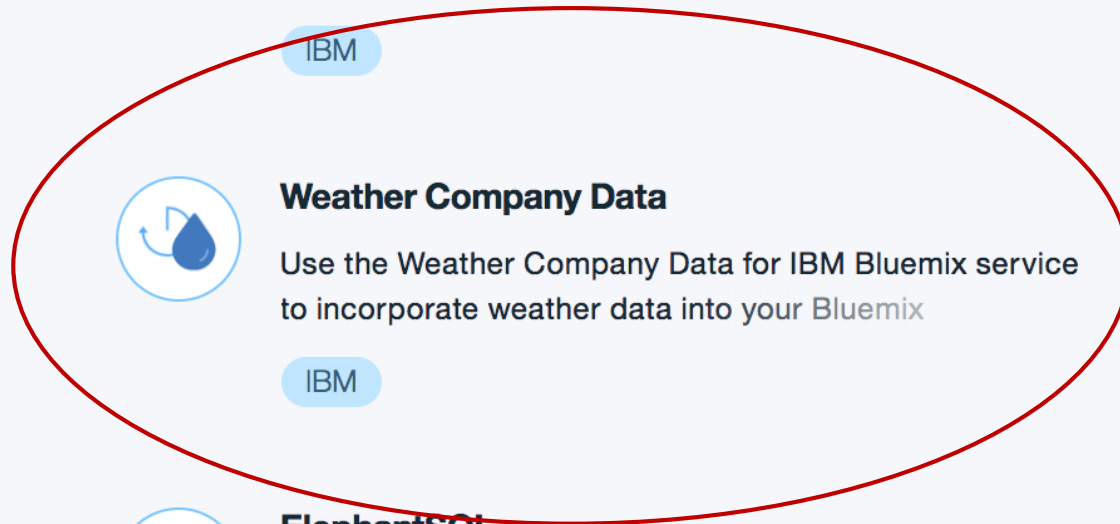 IBM
Weather Company Data
Use the Weather Company Data for IBM Bluemix service
to incorporate weather data into your Bluemix
IBM
ElephantSQL